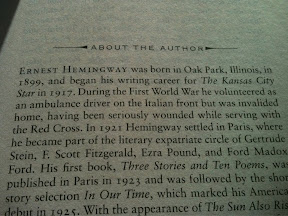 ABOUT THE AUTHOR
ERNEST HEMINGWAY was born in Oak Park, Illinois, in
1899, and began his writing career for The Kansas City
Star in 1917. During the First World War he volunteered as
an ambulance driver on the Italian front but was invalided
home, having been seriously wounded while serving with
the Red Cross. In 1921 Hemingway settled in Paris, where
he became part of the literary expatriate circle of Gertrude
Stein, F. Scott Fitzgerald, Ezra Pound, and Ford Madox
Ford. His first book, Three Stories and Ten Poems, was
published in Paris in 1923 and was followed by the short
story selection In Our Time, which marked his America
debut in 1925. With the appearance of The Sun Also Ris